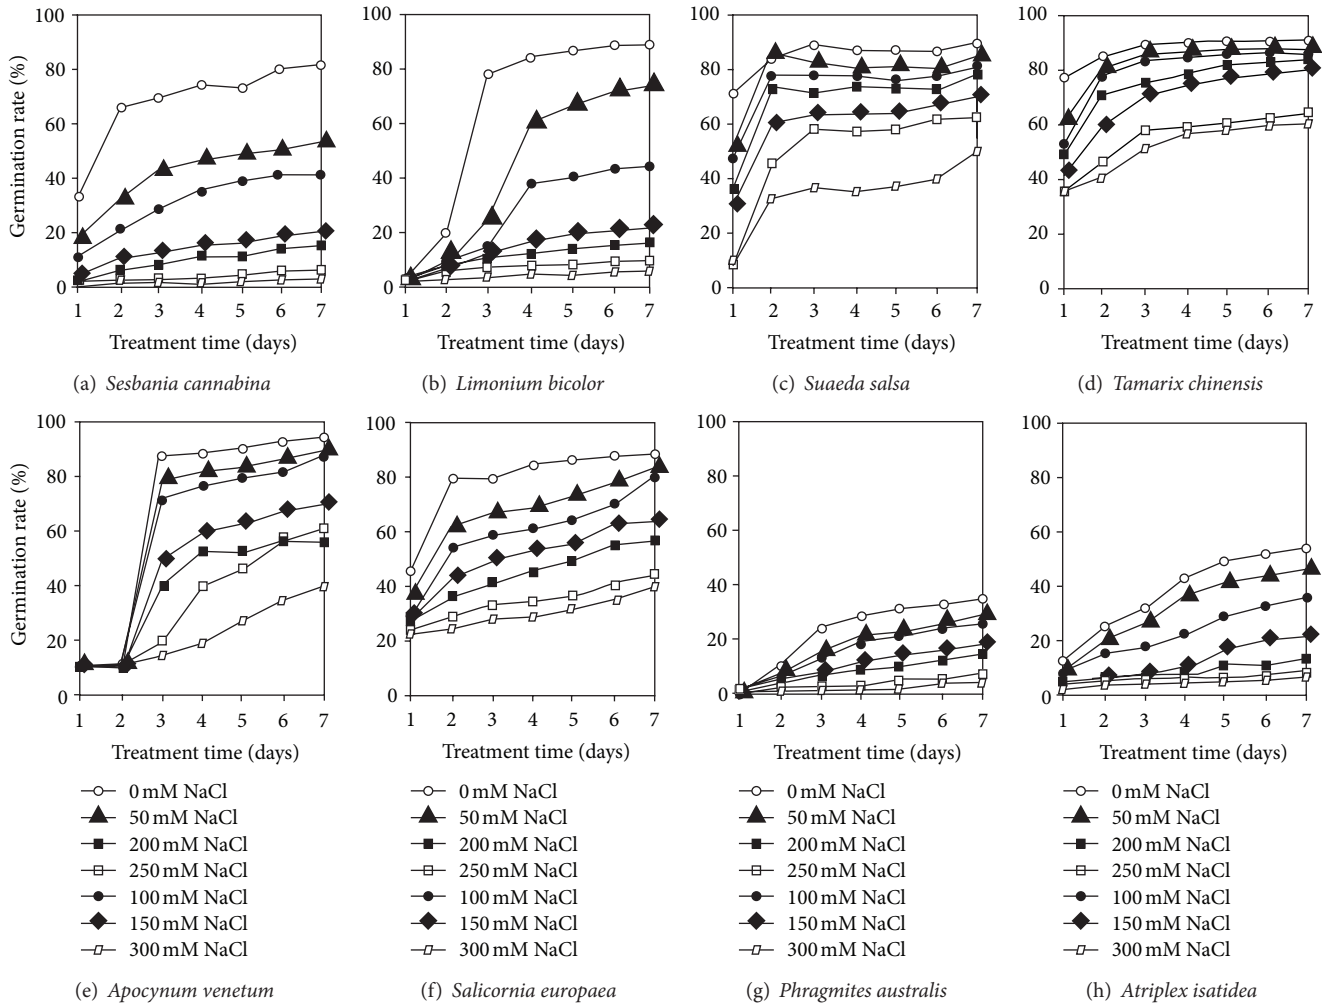 100
80
60
40
20
0
Germination rate (%)
1 2 3 4 5 6 7
Treatment time (days)
(a) Sesbania cannabina
100
80
60
40
20
0
1 2 3 4 5 6 7
Treatment time (days)
(b) Limonium bicolor
100
80
60
40
20
0
1 2 3 4 5 6 7
Treatment time (days)
(c) Suaeda salsa
100
80
60
40
20
0
1 2 3 4 5 6 7
Treatment time (days)
(d) Tamarix chinensis
100
80
60
40
20
0
Germination rate (%)
1 2 3 4 5 6 7
Treatment time (days)
0 mM NaCl
50 mM NaCl
200 mM NaCl
250 mM NaCl
100 mM NaCl
150 mM NaCl
300 mM NaCl
(e) Apocynum venetum
100
80
60
40
20
0
1 2 3 4 5 6 7
Treatment time (days)
0 mM NaCl
50 mM NaCl
200 mM NaCl
250 mM NaCl
100 mM NaCl
150 mM NaCl
300 mM NaCl
(f) Salicornia europaea
100
80
60
40
20
0
1 2 3 4 5 6 7
Treatment time (days)
0 mM NaCl
50 mM NaCl
200 mM NaCl
250 mM NaCl
100 mM NaCl
150 mM NaCl
300 mM NaCl
(g) Phragmites australis
100
80
60
40
20
0
1 2 3 4 5 6 7
Treatment time (days)
0 mM NaCl
50 mM NaCl
200 mM NaCl
250 mM NaCl
100 mM NaCl
150 mM NaCl
300 mM NaCl
(h) Atriplex isatidea